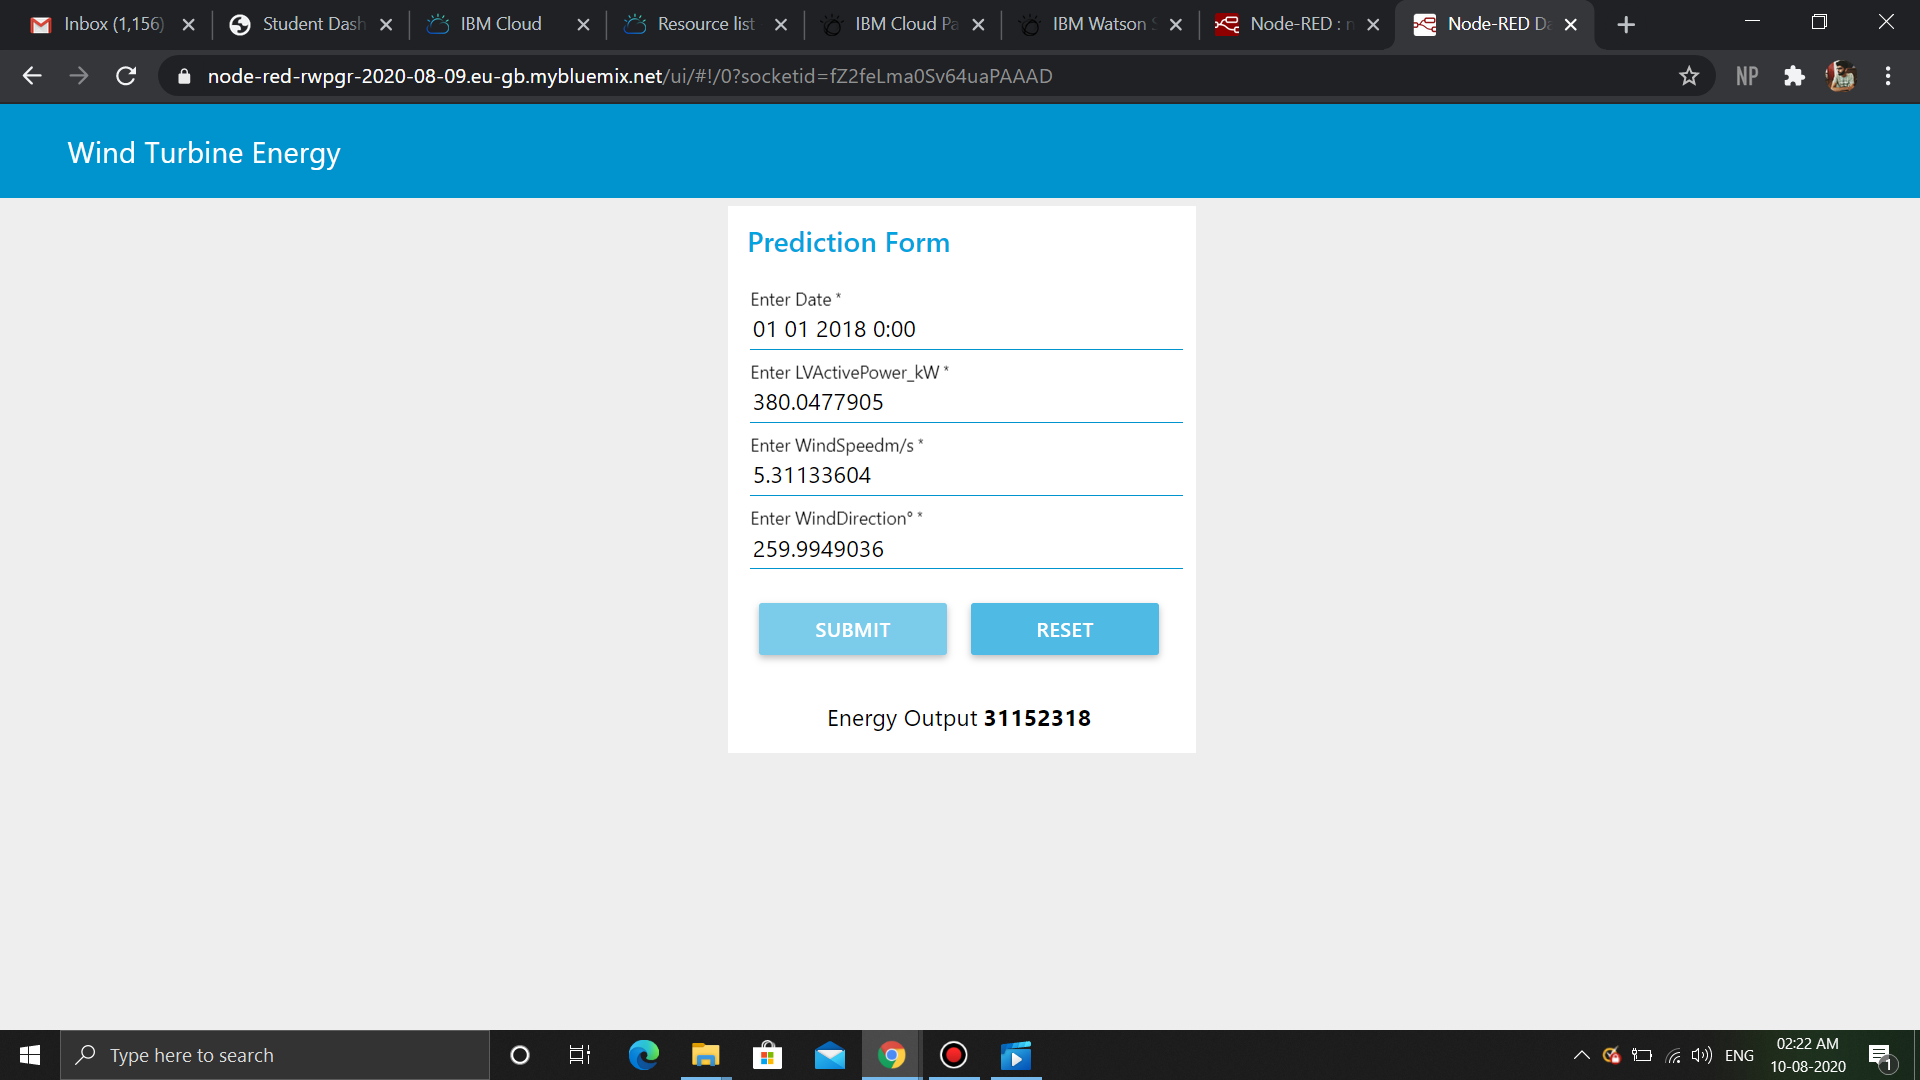 Inbox (1,156)
Student Dash
IBM Cloud
Resource list
IBM Cloud Pa
IBM Watson S
Node-RED : n
Node-RED Da
node-red-rwpgr-2020-08-09.eu-gb.mybluemix.net/ui/#!/0?socketid=fZ2feLma0Sv64uaPAAAD
NP
Wind Turbine Energy
Prediction Form
Enter Date *
01 01 2018 0:00
Enter LVActivePower_kW *
380.0477905
Enter WindSpeedm/s *
5.31133604
Enter WindDirection° *
259.9949036
SUBMIT
RESET
Energy Output 31152318
Type here to search
ENG
02:22 AM
10-08-2020
1